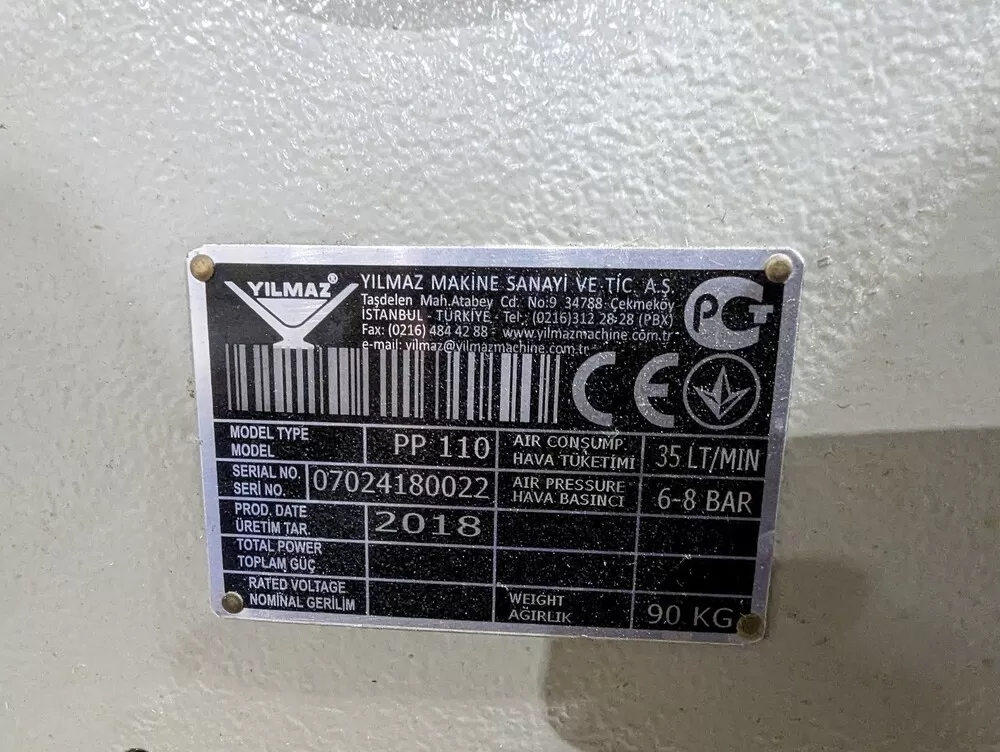 YILMAZ®
YILMAZ MAKİNE SANAYİ VE TİC. A.Ş.
Taşdelen Mah.Atabey Cd. No:9 34788 Çekmeköy
İSTANBUL - TÜRKİYE - Tel.: (0216)312 28 28 (PBX)
Fax: (0216) 484 42 88 - www.yilmazmachine.com.tr
e-mail: yilmaz@yilmazmachine.com.tr
PCT
CE
MODEL TYPE
MODEL
PP 110
AIR CONSUMP
HAVA TÜKETİMİ
35 LT/MIN
SERIAL NO.
SERİ NO.
07024180022
AIR PRESSURE
HAVA BASINCI
6-8 BAR
PROD. DATE
ÜRETİM TAR.
2018
TOTAL POWER
TOPLAM GÜÇ
RATED VOLTAGE
NOMİNAL GERİLİM
WEIGHT
AĞIRLIK
90 KG